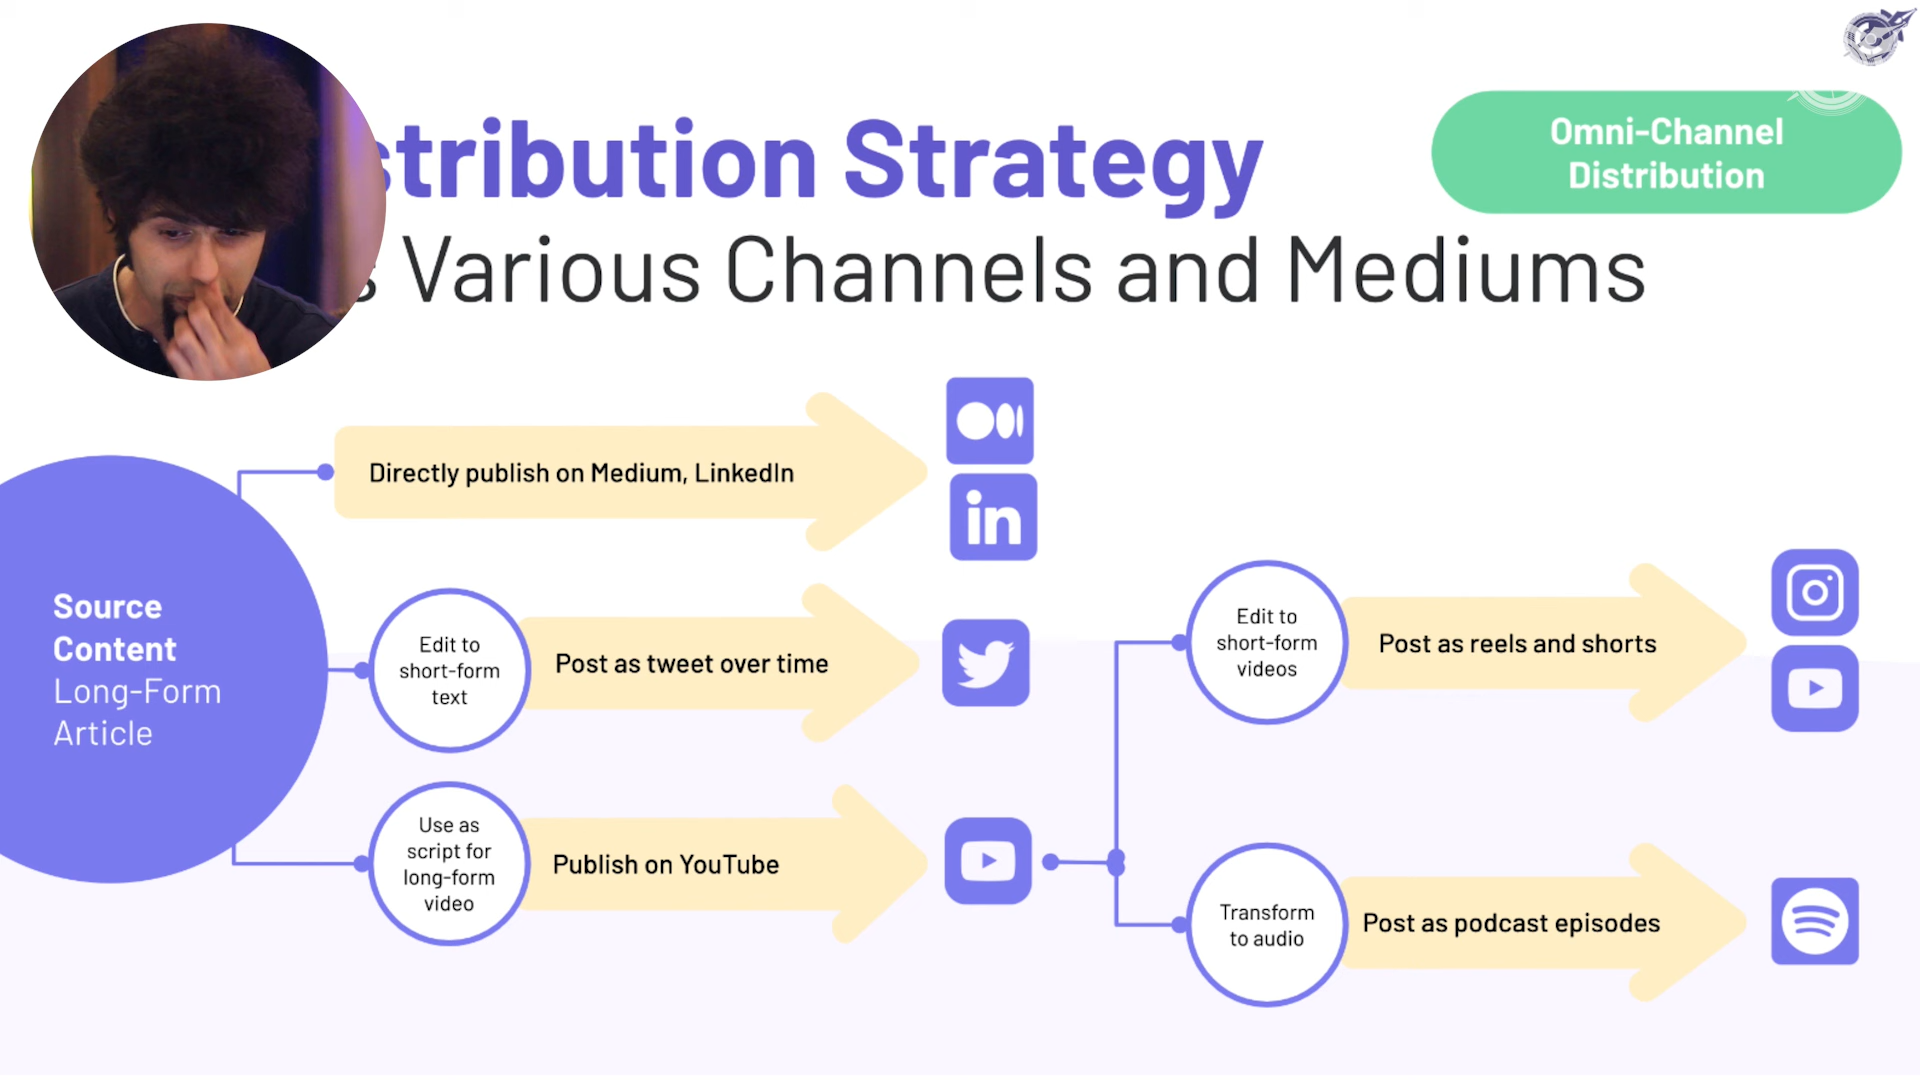 stribution Strategy
Various Channels and Mediums
Omni-Channel
Distribution
Directly publish on Medium, LinkedIn
in
Source
Content
Long-Form
Article
Edit to
short-form
text
Post as tweet over time
Use as
script for
long-form
video
Publish on YouTube
Edit to
short-form
videos
Post as reels and shorts
Transform
to audio
Post as podcast episodes